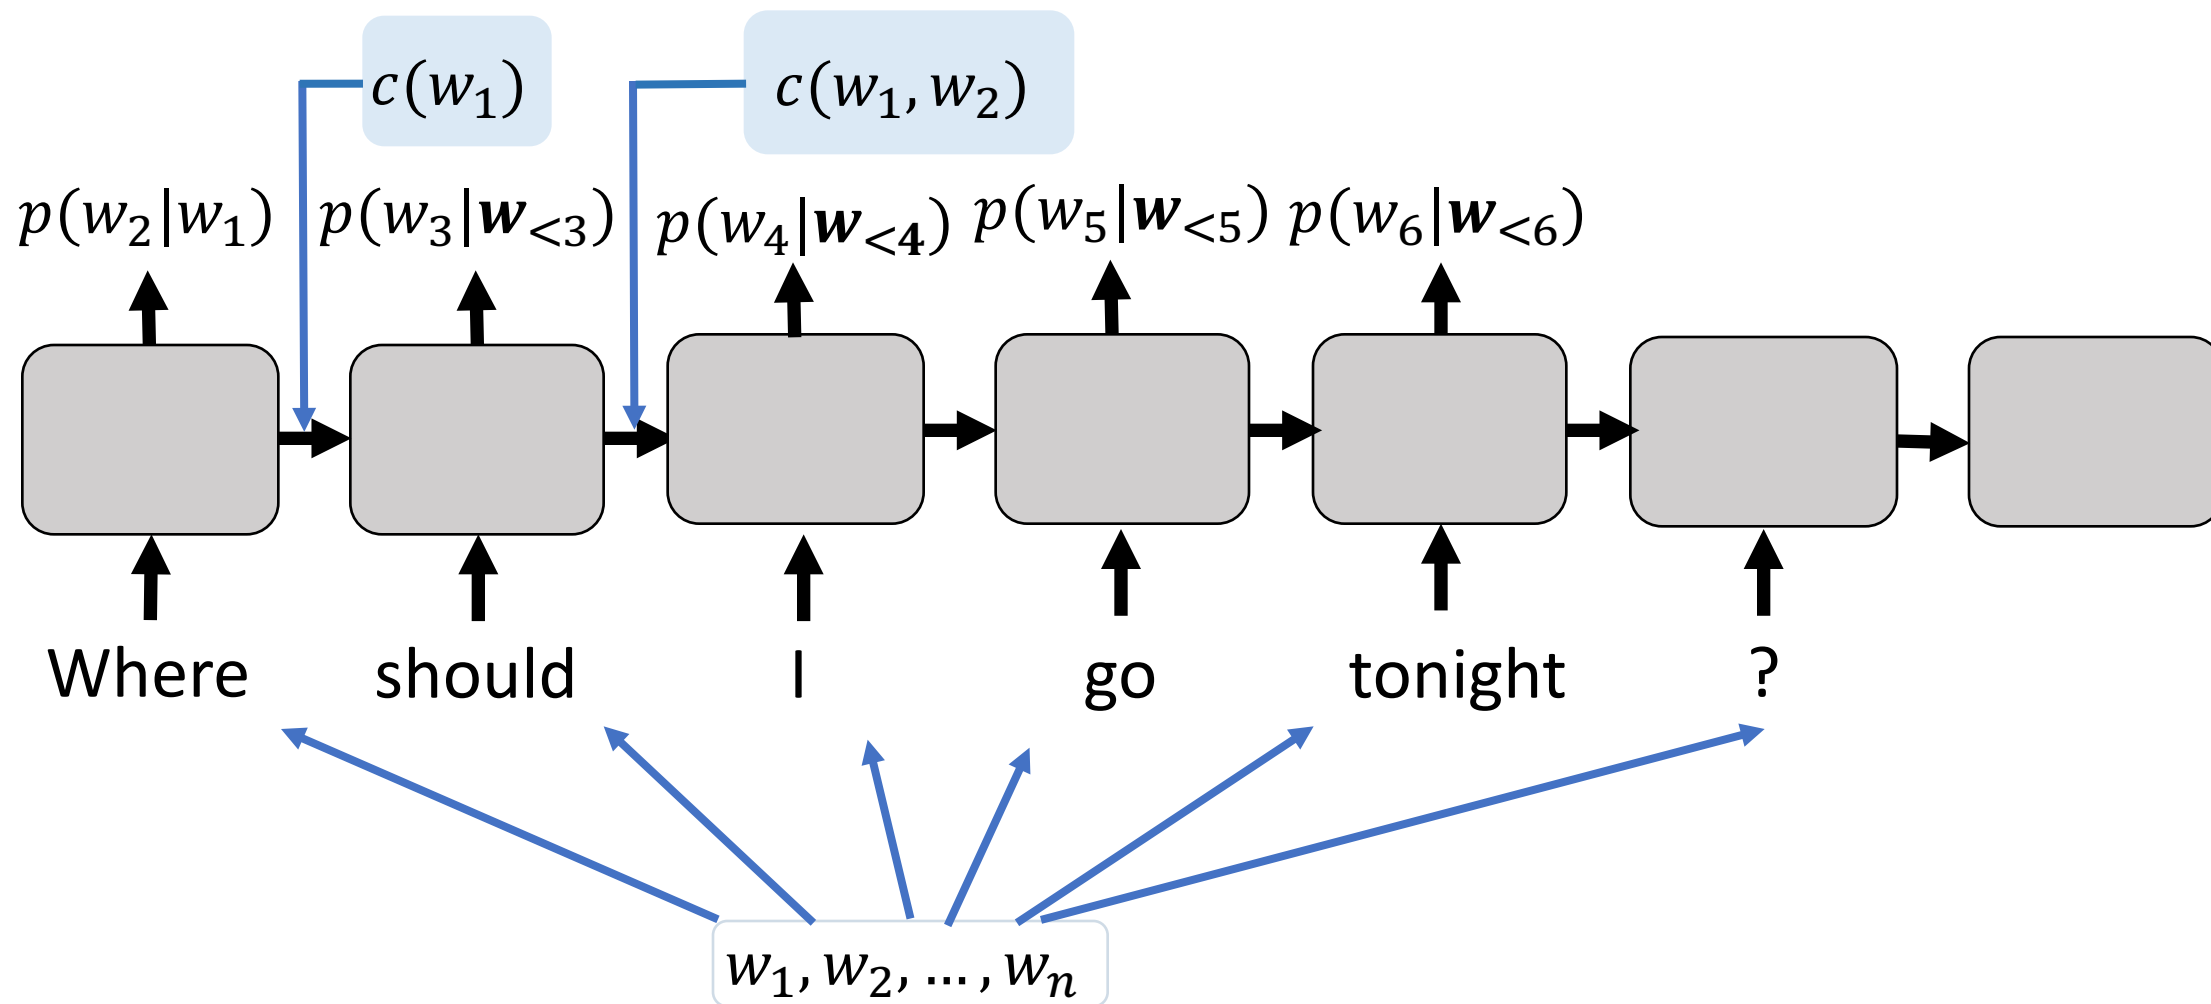 c(w₁) c(w₁, w₂)
p(w₂|w₁) p(w₃|w<₃) p(w₄|w<₄) p(w₅|w<₅) p(w₆|w<₆)
Where should I go tonight ?
w₁, w₂, … , wₙ